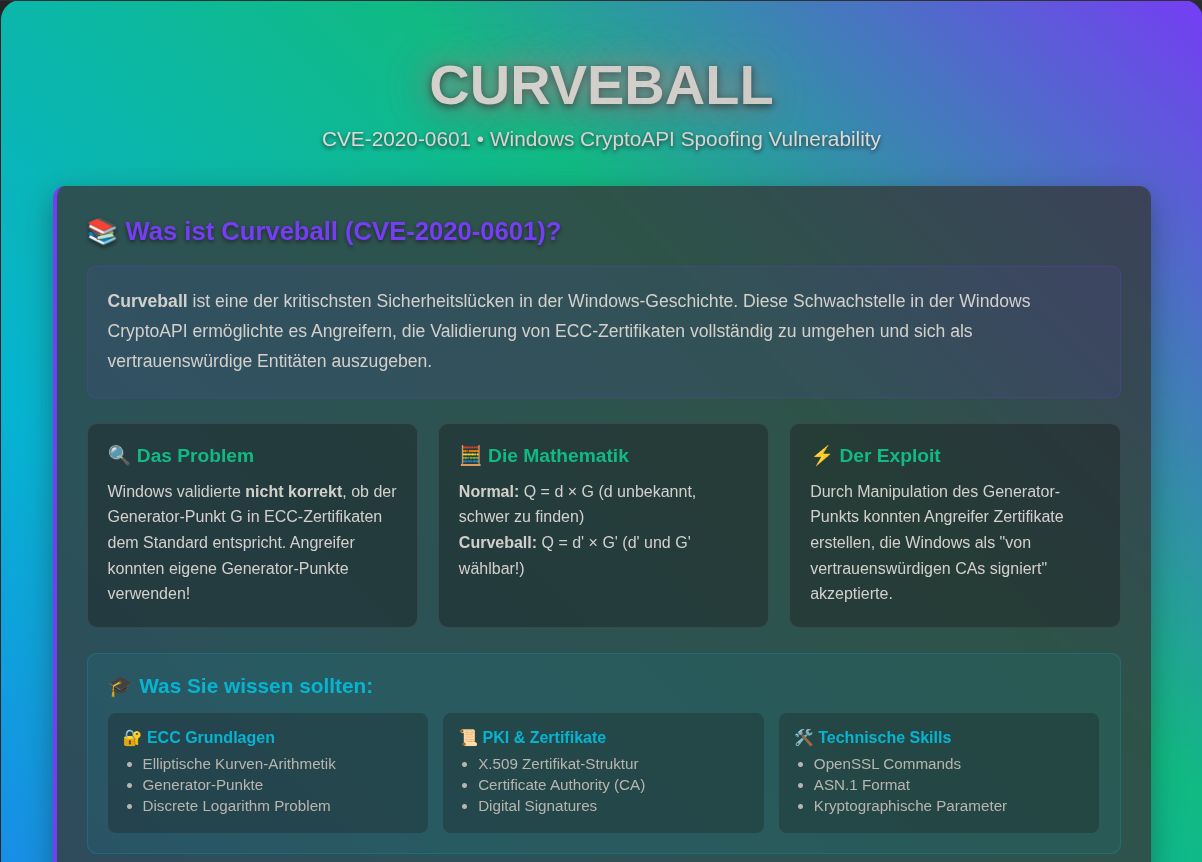 CURVEBALL
CVE-2020-0601 • Windows CryptoAPI Spoofing Vulnerability
📚 Was ist Curveball (CVE-2020-0601)?
Curveball ist eine der kritischsten Sicherheitslücken in der Windows-Geschichte. Diese Schwachstelle in der Windows
CryptoAPI ermöglichte es Angreifern, die Validierung von ECC-Zertifikaten vollständig zu umgehen und sich als
vertrauenswürdige Entitäten auszugeben.
🔍 Das Problem
Windows validierte nicht korrekt, ob der
Generator-Punkt G in ECC-Zertifikaten
dem Standard entspricht. Angreifer
konnten eigene Generator-Punkte
verwenden!
🧮 Die Mathematik
Normal: Q = d × G (d unbekannt,
schwer zu finden)
Curveball: Q = d' × G' (d' und G'
wählbar!)
⚡ Der Exploit
Durch Manipulation des Generator-
Punkts konnten Angreifer Zertifikate
erstellen, die Windows als "von
vertrauenswürdigen CAs signiert"
akzeptierte.
🎓 Was Sie wissen sollten:
🔐 ECC Grundlagen
• Elliptische Kurven-Arithmetik
• Generator-Punkte
• Discrete Logarithm Problem
📜 PKI & Zertifikate
• X.509 Zertifikat-Struktur
• Certificate Authority (CA)
• Digital Signatures
🛠️ Technische Skills
• OpenSSL Commands
• ASN.1 Format
• Kryptographische Parameter